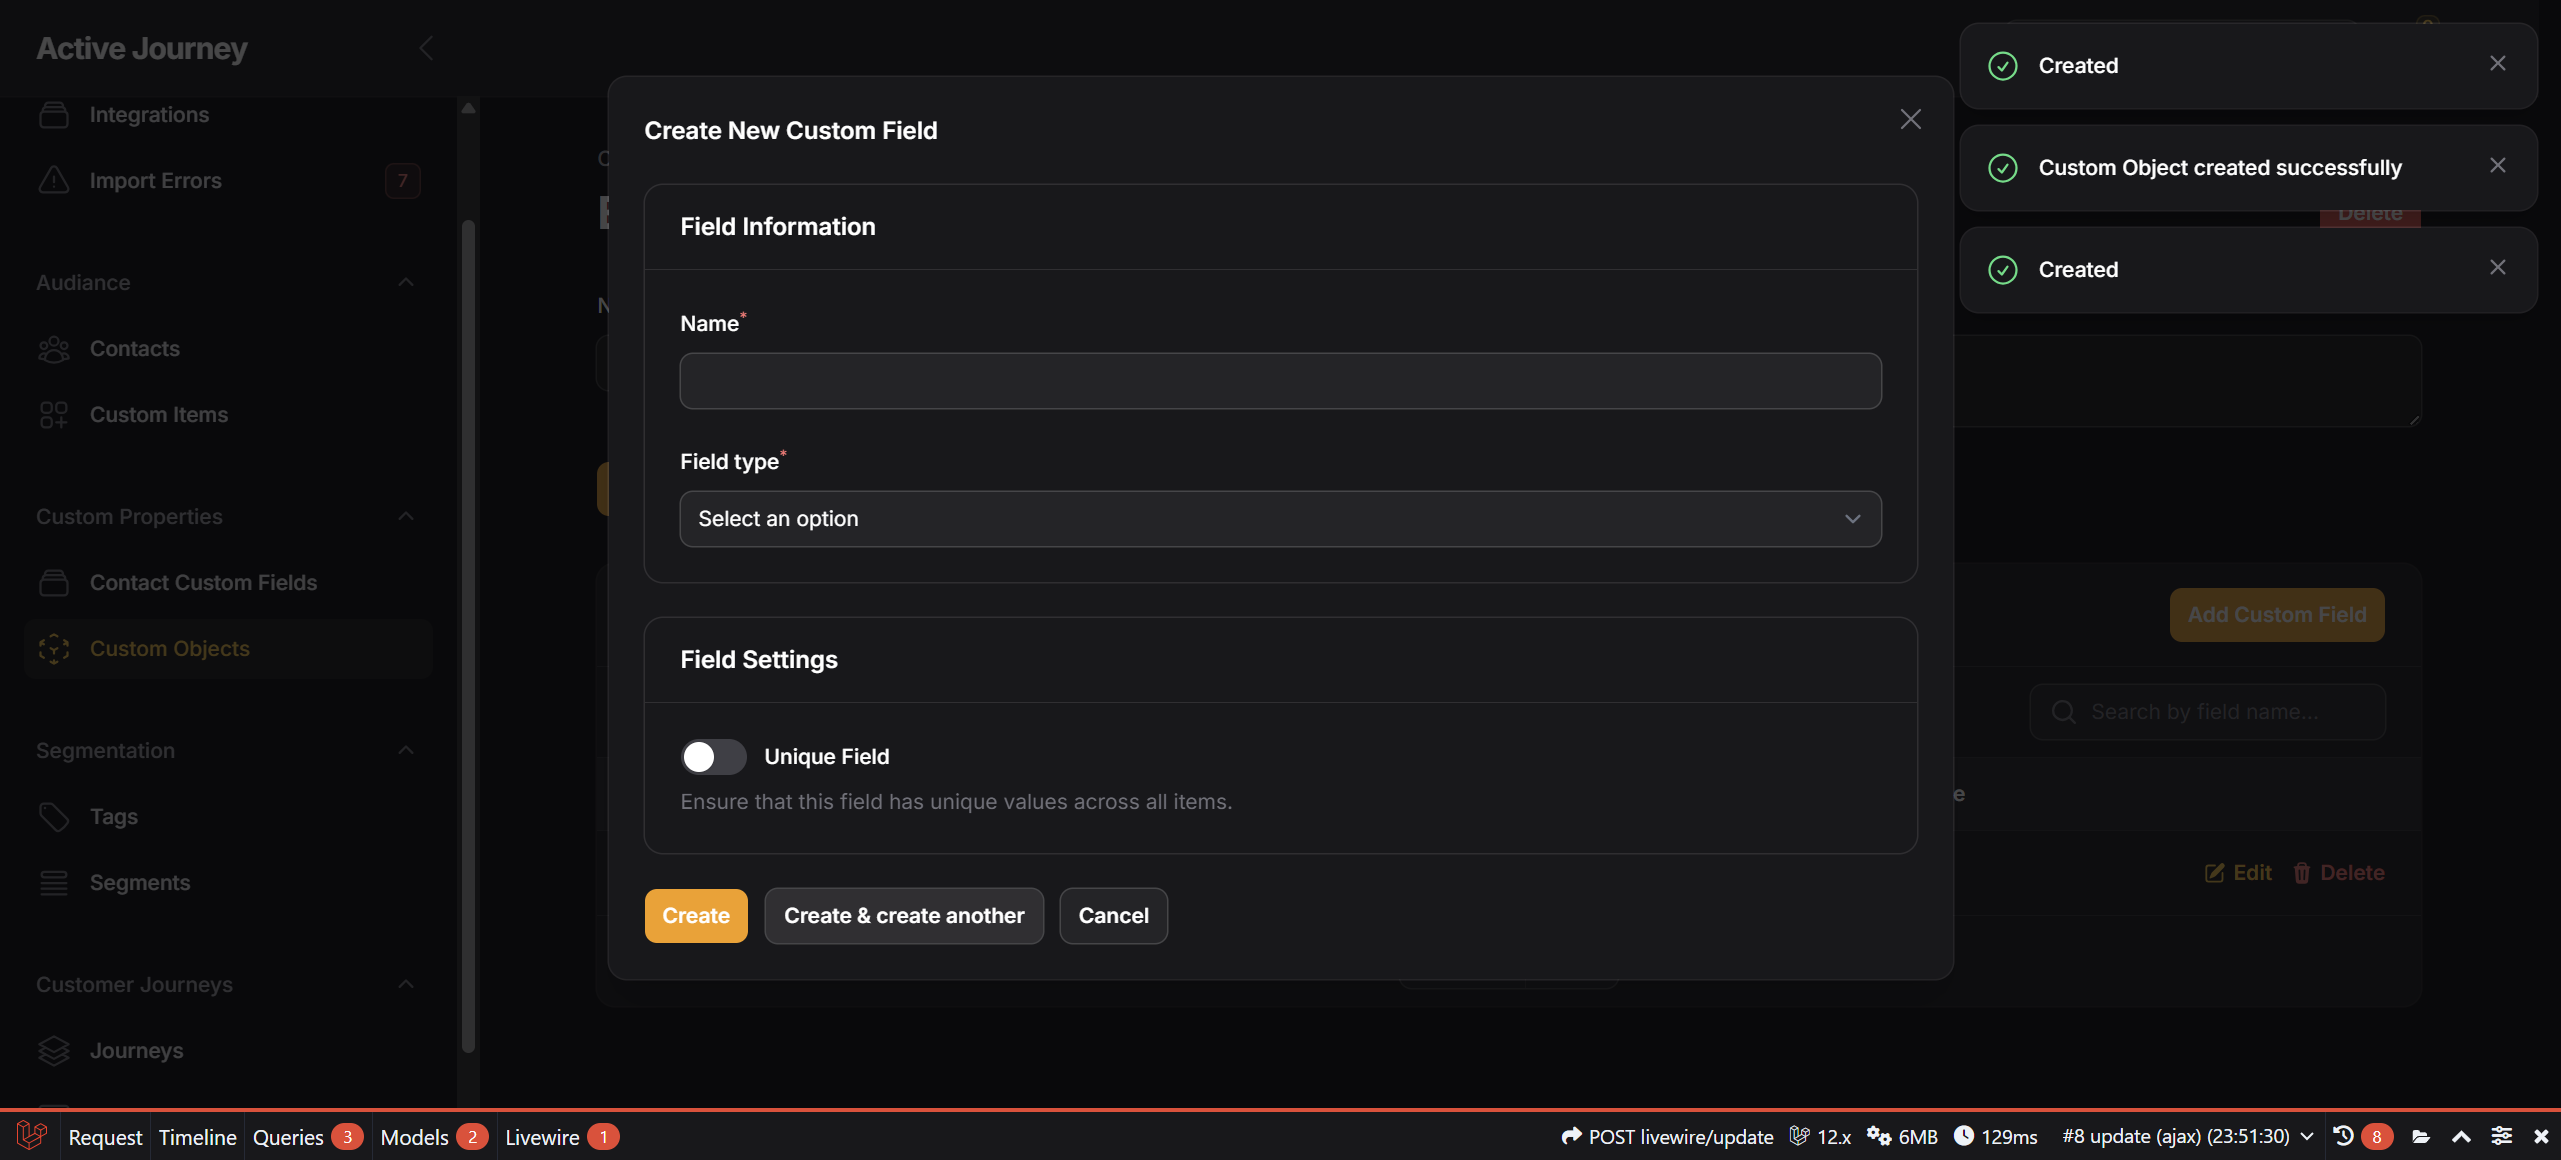 Active Journey
Integrations
Import Errors
7
Audiance
Contacts
Custom Items
Custom Properties
Contact Custom Fields
Custom Objects
Segmentation
Tags
Segments
Customer Journeys
Journeys
Create New Custom Field
Field Information
Name*
Field type*
Select an option
Field Settings
Unique Field
Ensure that this field has unique values across all items.
Create
Create & create another
Cancel
Created
Custom Object created successfully
Delete
Created
Add Custom Field
Search by field name...
Edit
Delete
Request
Timeline
Queries 3
Models 2
Livewire 1
POST livewire/update
12.x
6MB
129ms
#8 update (ajax) (23:51:30)
8